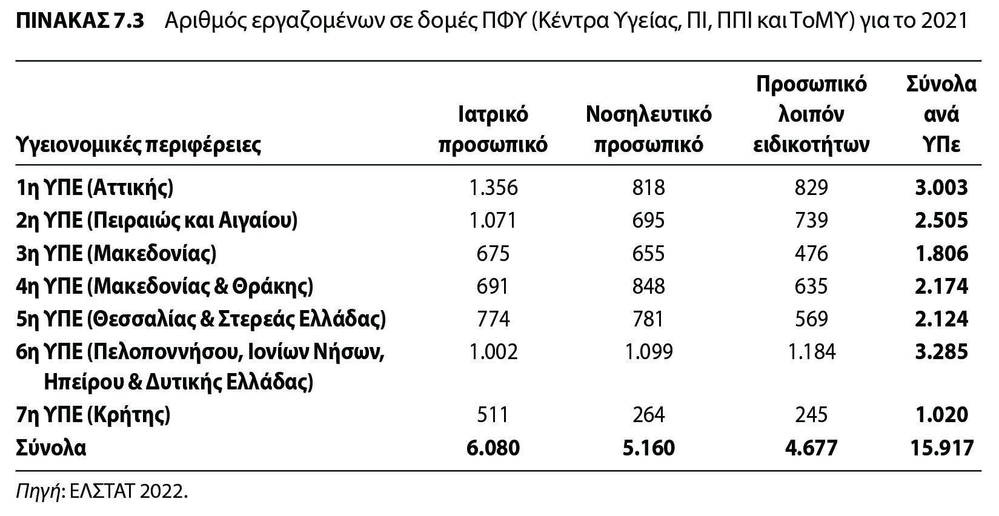 ΠΙΝΑΚΑΣ 7.3 Αριθμός εργαζομένων σε δομές ΠΦΥ (Κέντρα Υγείας, ΠΙ, ΠΠΙ και ΤοΜΥ) για το 2021
Υγειονομικές περιφέρειες Ιατρικό προσωπικό Νοσηλευτικό προσωπικό Προσωπικό λοιπόν ειδικοτήτων Σύνολα ανά ΥΠε
1η ΥΠΕ (Αττικής) 1.356 818 829 3.003
2η ΥΠΕ (Πειραιώς και Αιγαίου) 1.071 695 739 2.505
3η ΥΠΕ (Μακεδονίας) 675 655 476 1.806
4η ΥΠΕ (Μακεδονίας & Θράκης) 691 848 635 2.174
5η ΥΠΕ (Θεσσαλίας & Στερεάς Ελλάδας) 774 781 569 2.124
6η ΥΠΕ (Πελοποννήσου, Ιονίων Νήσων, 1.002 1.099 1.184 3.285
Ηπείρου & Δυτικής Ελλάδας)
7η ΥΠΕ (Κρήτης) 511 264 245 1.020
Σύνολα 6.080 5.160 4.677 15.917
Πηγή: ΕΛΣΤΑΤ 2022.